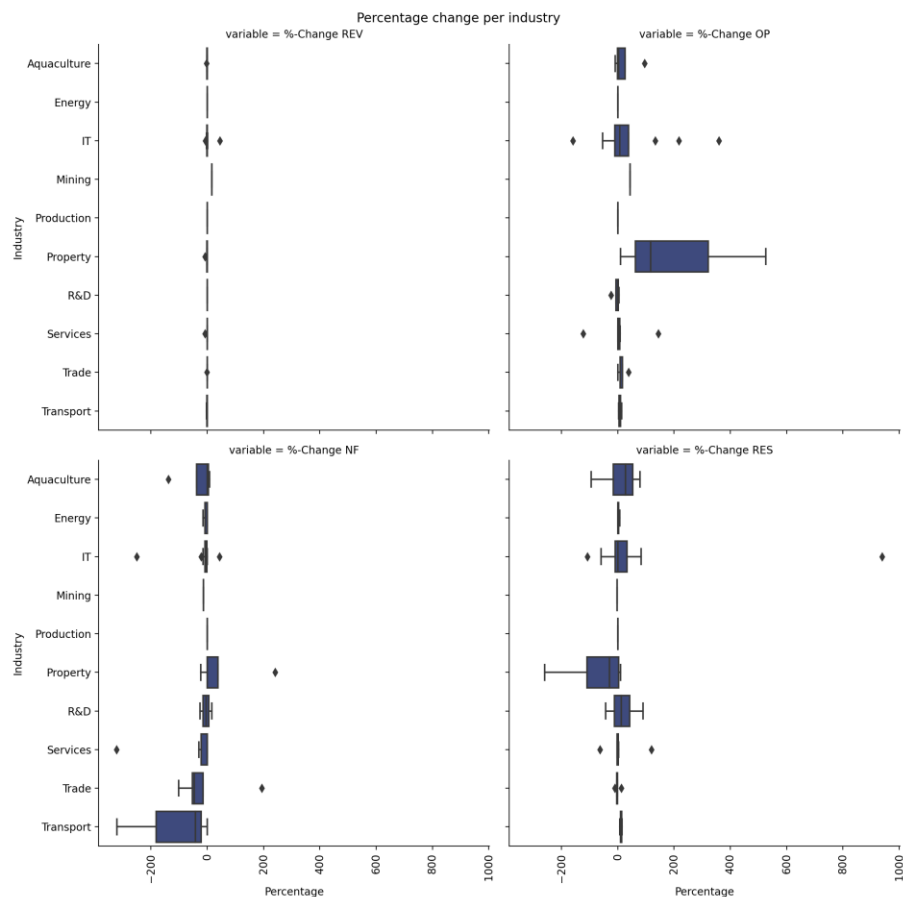 Percentage change per industry
variable = %-Change REV
variable = %-Change OP
Industry
Aquaculture
Energy
IT
Mining
Production
Property
R&D
Services
Trade
Transport
variable = %-Change NF
variable = %-Change RES
Industry
Aquaculture
Energy
IT
Mining
Production
Property
R&D
Services
Trade
Transport
−200
0
200
400
600
800
1000
−200
0
200
400
600
800
1000
Percentage
Percentage